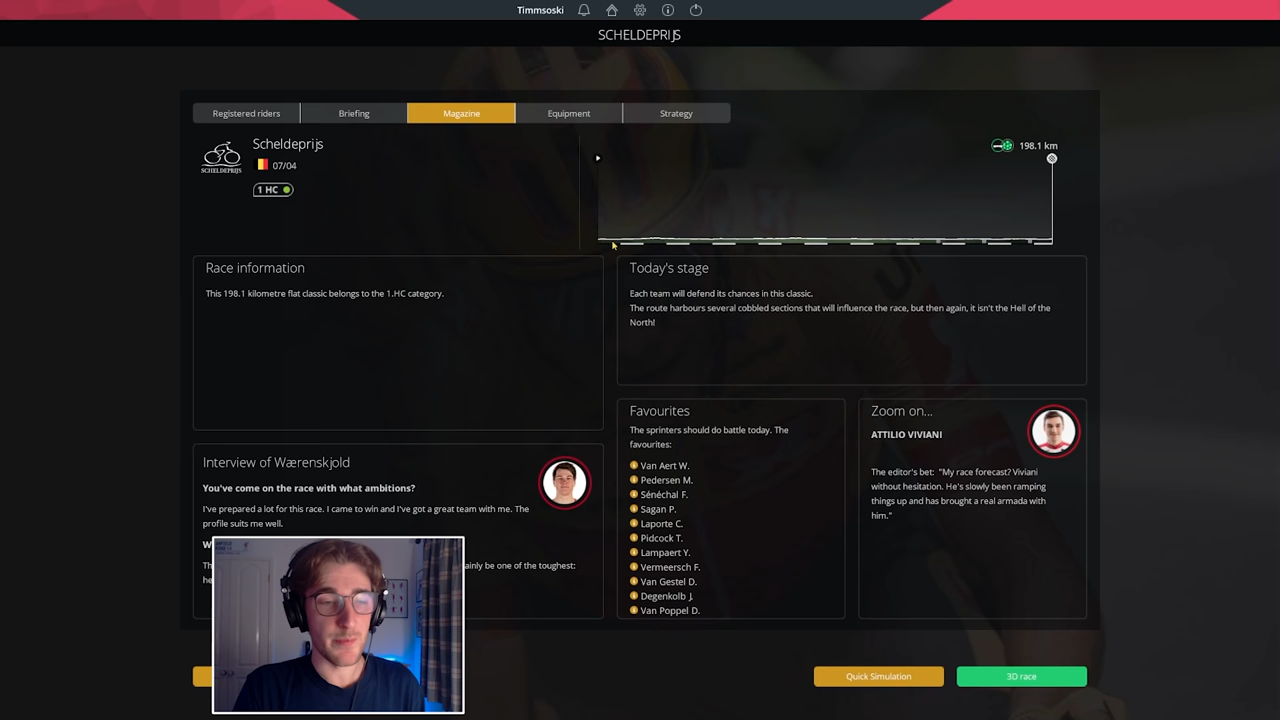 Timmsoski
SCHELDEPRIJS
Registered riders
Briefing
Magazine
Equipment
Strategy
SCHELDEPRIJS
Scheldeprijs
07/04
1 HC
198.1 km
Race information
This 198.1 kilometre flat classic belongs to the 1.HC category.
Today's stage
Each team will defend its chances in this classic.
The route harbours several cobbled sections that will influence the race, but then again, it isn't the Hell of the
North!
Interview of Wærenskjold
You've come on the race with what ambitions?
I've prepared a lot for this race. I came to win and I've got a great team with me. The
profile suits me well.
W
Th
ainly be one of the toughest:
he
Favourites
The sprinters should do battle today. The
favourites:
Van Aert W.
Pedersen M.
Sénéchal F.
Sagan P.
Laporte C.
Pidcock T.
Lampaert Y.
Vermeersch F.
Van Gestel D.
Degenkolb J.
Van Poppel D.
Zoom on...
ATTILIO VIVIANI
The editor's bet: "My race forecast? Viviani
without hesitation. He's slowly been ramping
things up and has brought a real armada with
him."
Quick Simulation
3D race